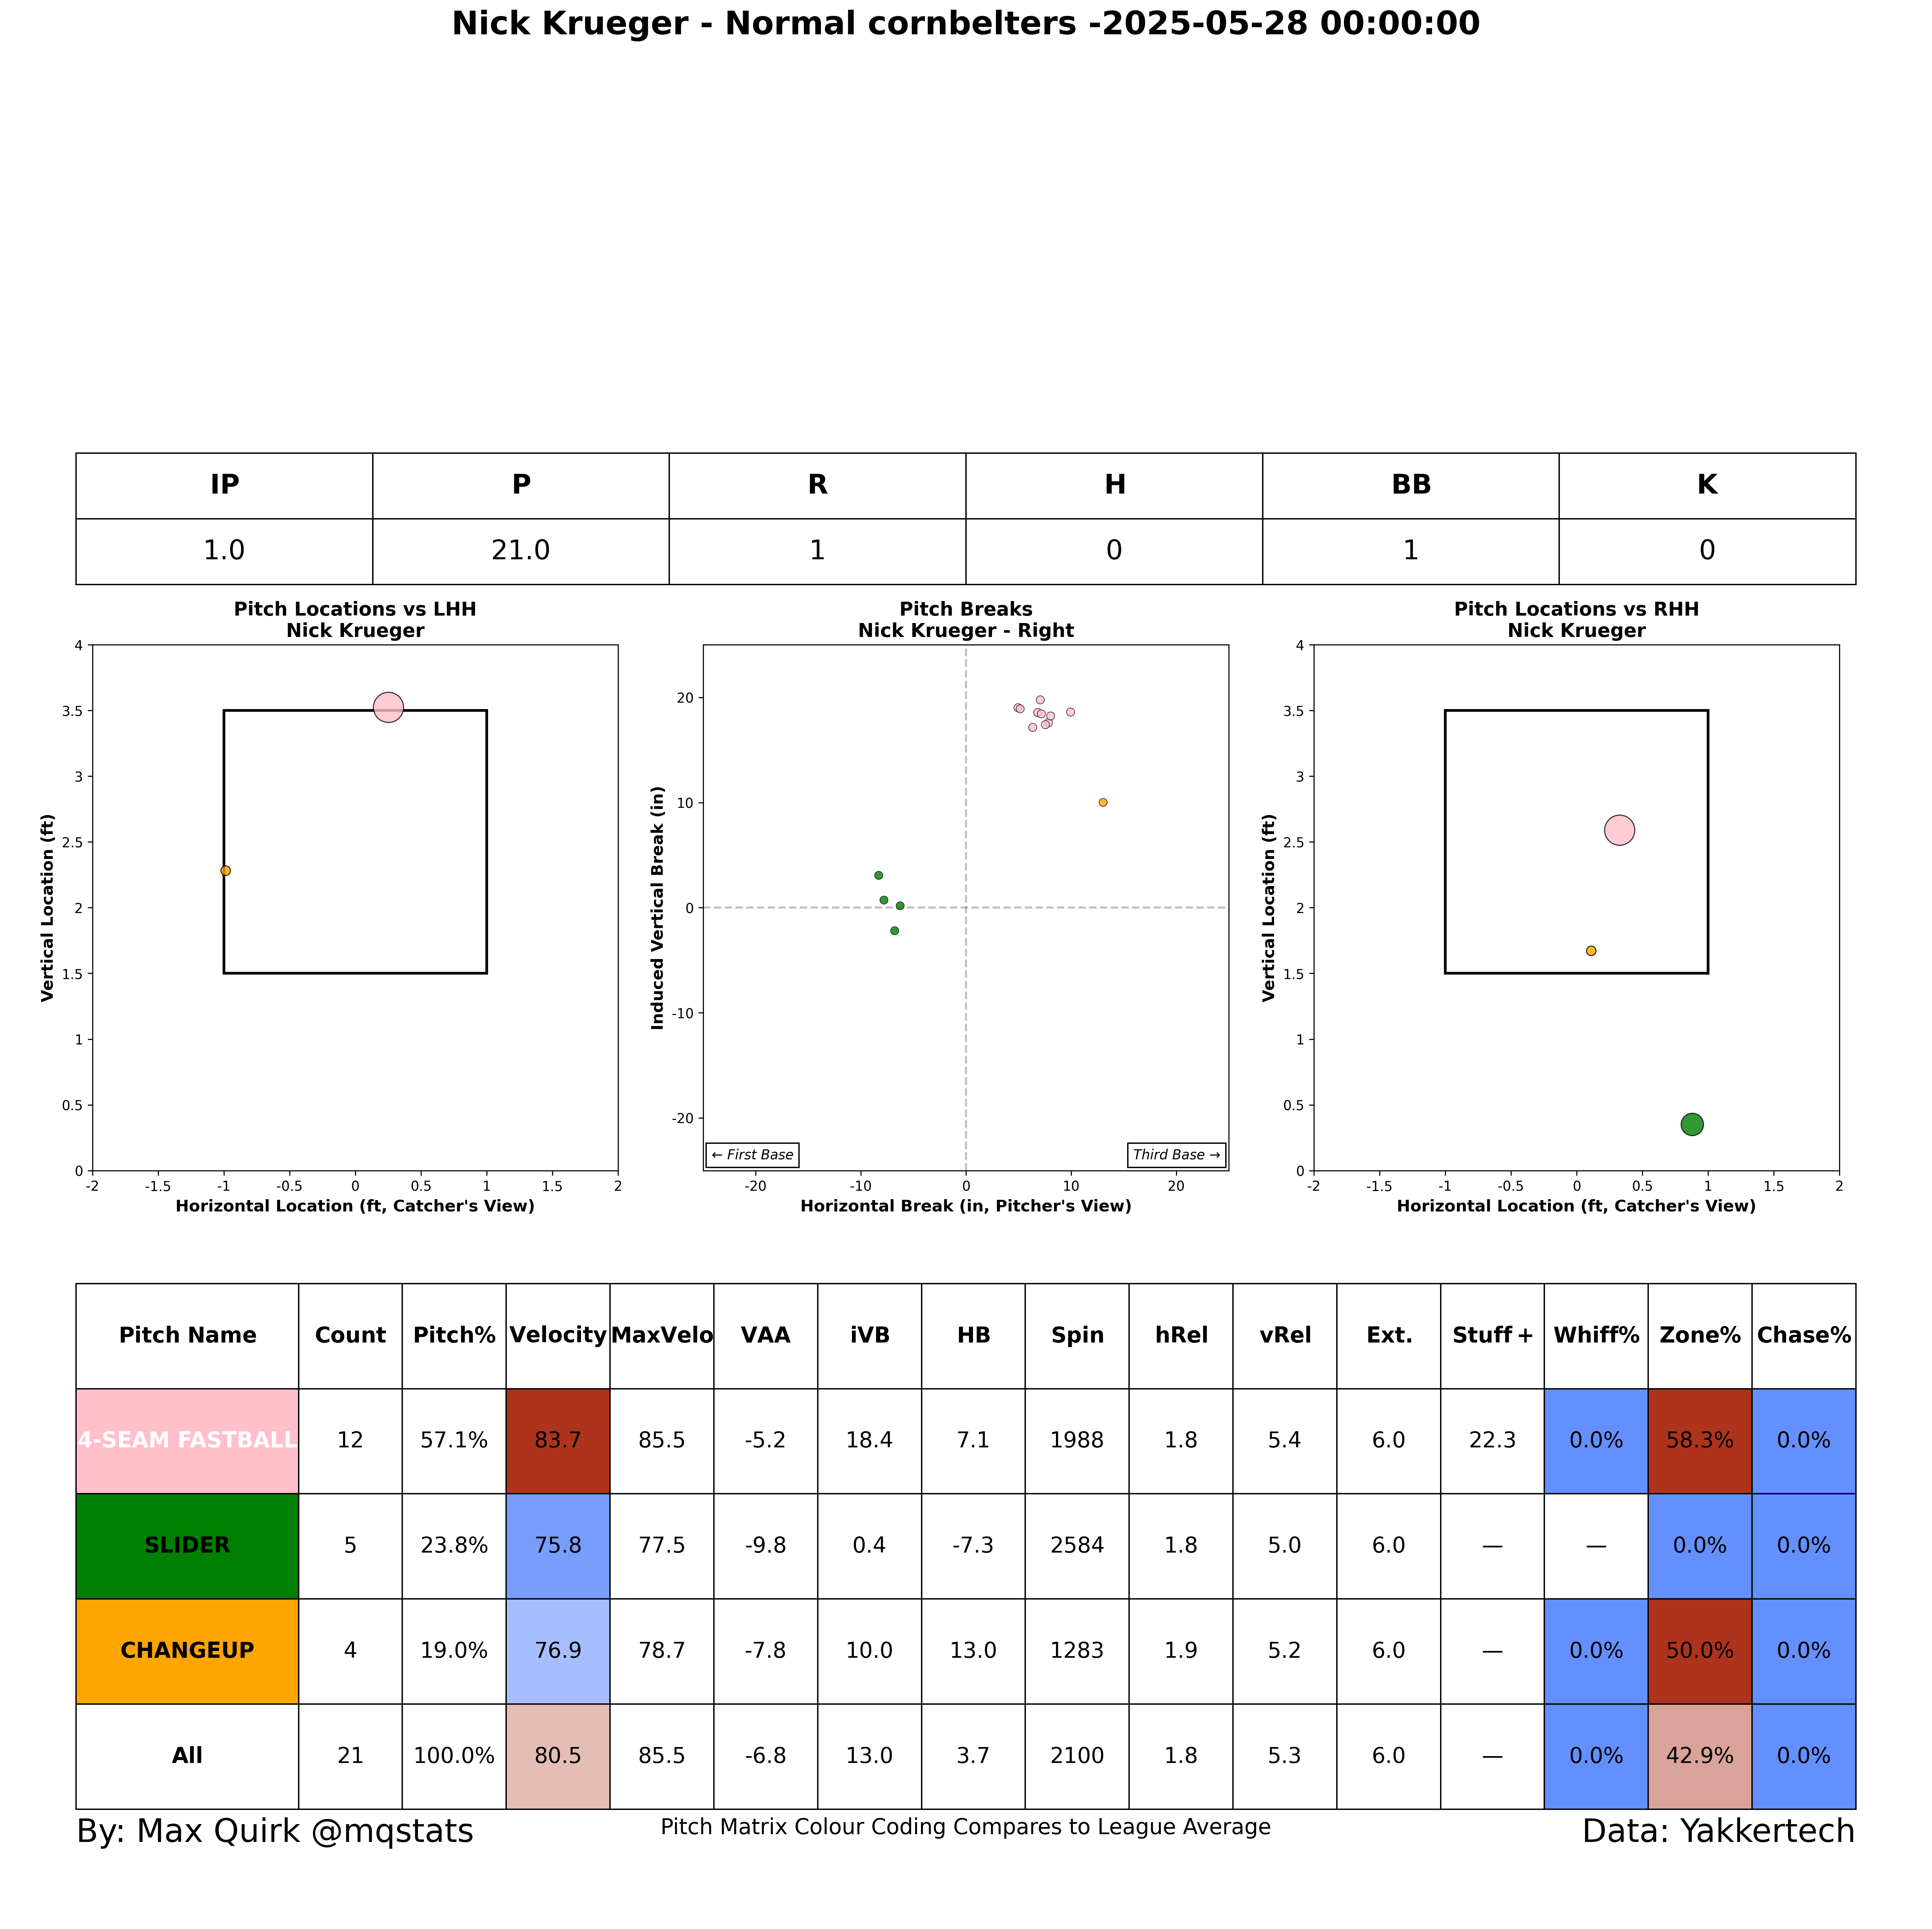 Nick Krueger - Normal cornbelters -2025-05-28 00:00:00
IP P R H BB K
1.0 21.0 1 0 1 0
Pitch Locations vs LHH
Nick Krueger
4
3.5
3
2.5
2
1.5
1
0.5
0
-2 -1.5 -1 -0.5 0 0.5 1 1.5 2
Vertical Location (ft)
Horizontal Location (ft, Catcher's View)
Pitch Breaks
Nick Krueger - Right
20
10
0
-10
-20
← First Base Third Base →
-20 -10 0 10 20
Induced Vertical Break (in)
Horizontal Break (in, Pitcher's View)
Pitch Locations vs RHH
Nick Krueger
4
3.5
3
2.5
2
1.5
1
0.5
0
-2 -1.5 -1 -0.5 0 0.5 1 1.5 2
Vertical Location (ft)
Horizontal Location (ft, Catcher's View)
Pitch Name Count Pitch% Velocity MaxVelo VAA iVB HB Spin hRel vRel Ext. Stuff+ Whiff% Zone% Chase%
4-SEAM FASTBALL 12 57.1% 83.7 85.5 -5.2 18.4 7.1 1988 1.8 5.4 6.0 22.3 0.0% 58.3% 0.0%
SLIDER 5 23.8% 75.8 77.5 -9.8 0.4 -7.3 2584 1.8 5.0 6.0 — — 0.0% 0.0%
CHANGEUP 4 19.0% 76.9 78.7 -7.8 10.0 13.0 1283 1.9 5.2 6.0 — 0.0% 50.0% 0.0%
All 21 100.0% 80.5 85.5 -6.8 13.0 3.7 2100 1.8 5.3 6.0 — 0.0% 42.9% 0.0%
By: Max Quirk @mqstats Pitch Matrix Colour Coding Compares to League Average Data: Yakkertech